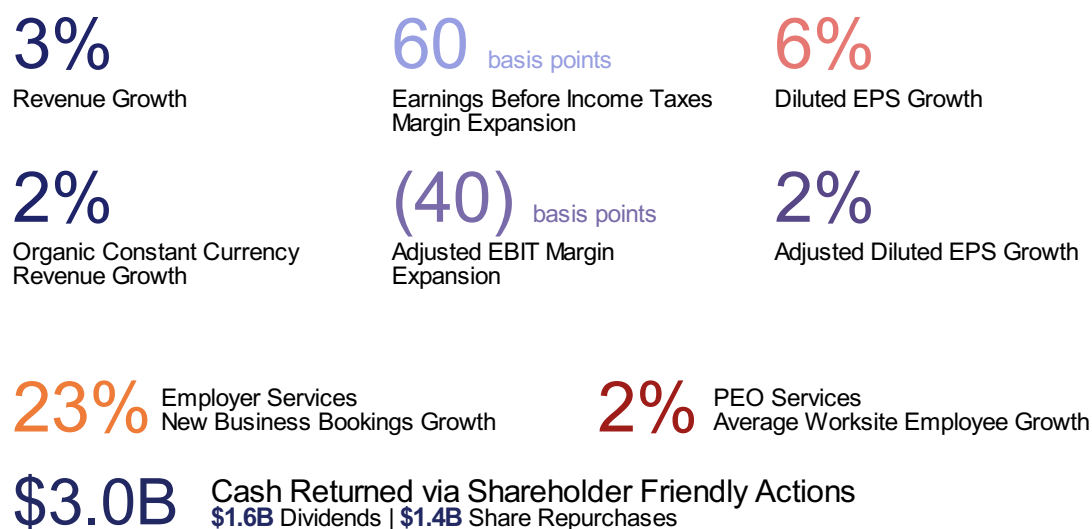 3%
Revenue Growth
60 basis points
Earnings Before Income Taxes
Margin Expansion
6%
Diluted EPS Growth
2%
Organic Constant Currency
Revenue Growth
(40) basis points
Adjusted EBIT Margin
Expansion
2%
Adjusted Diluted EPS Growth
23%
Employer Services
New Business Bookings Growth
2%
PEO Services
Average Worksite Employee Growth
$3.0B
Cash Returned via Shareholder Friendly Actions
$1.6B Dividends | $1.4B Share Repurchases